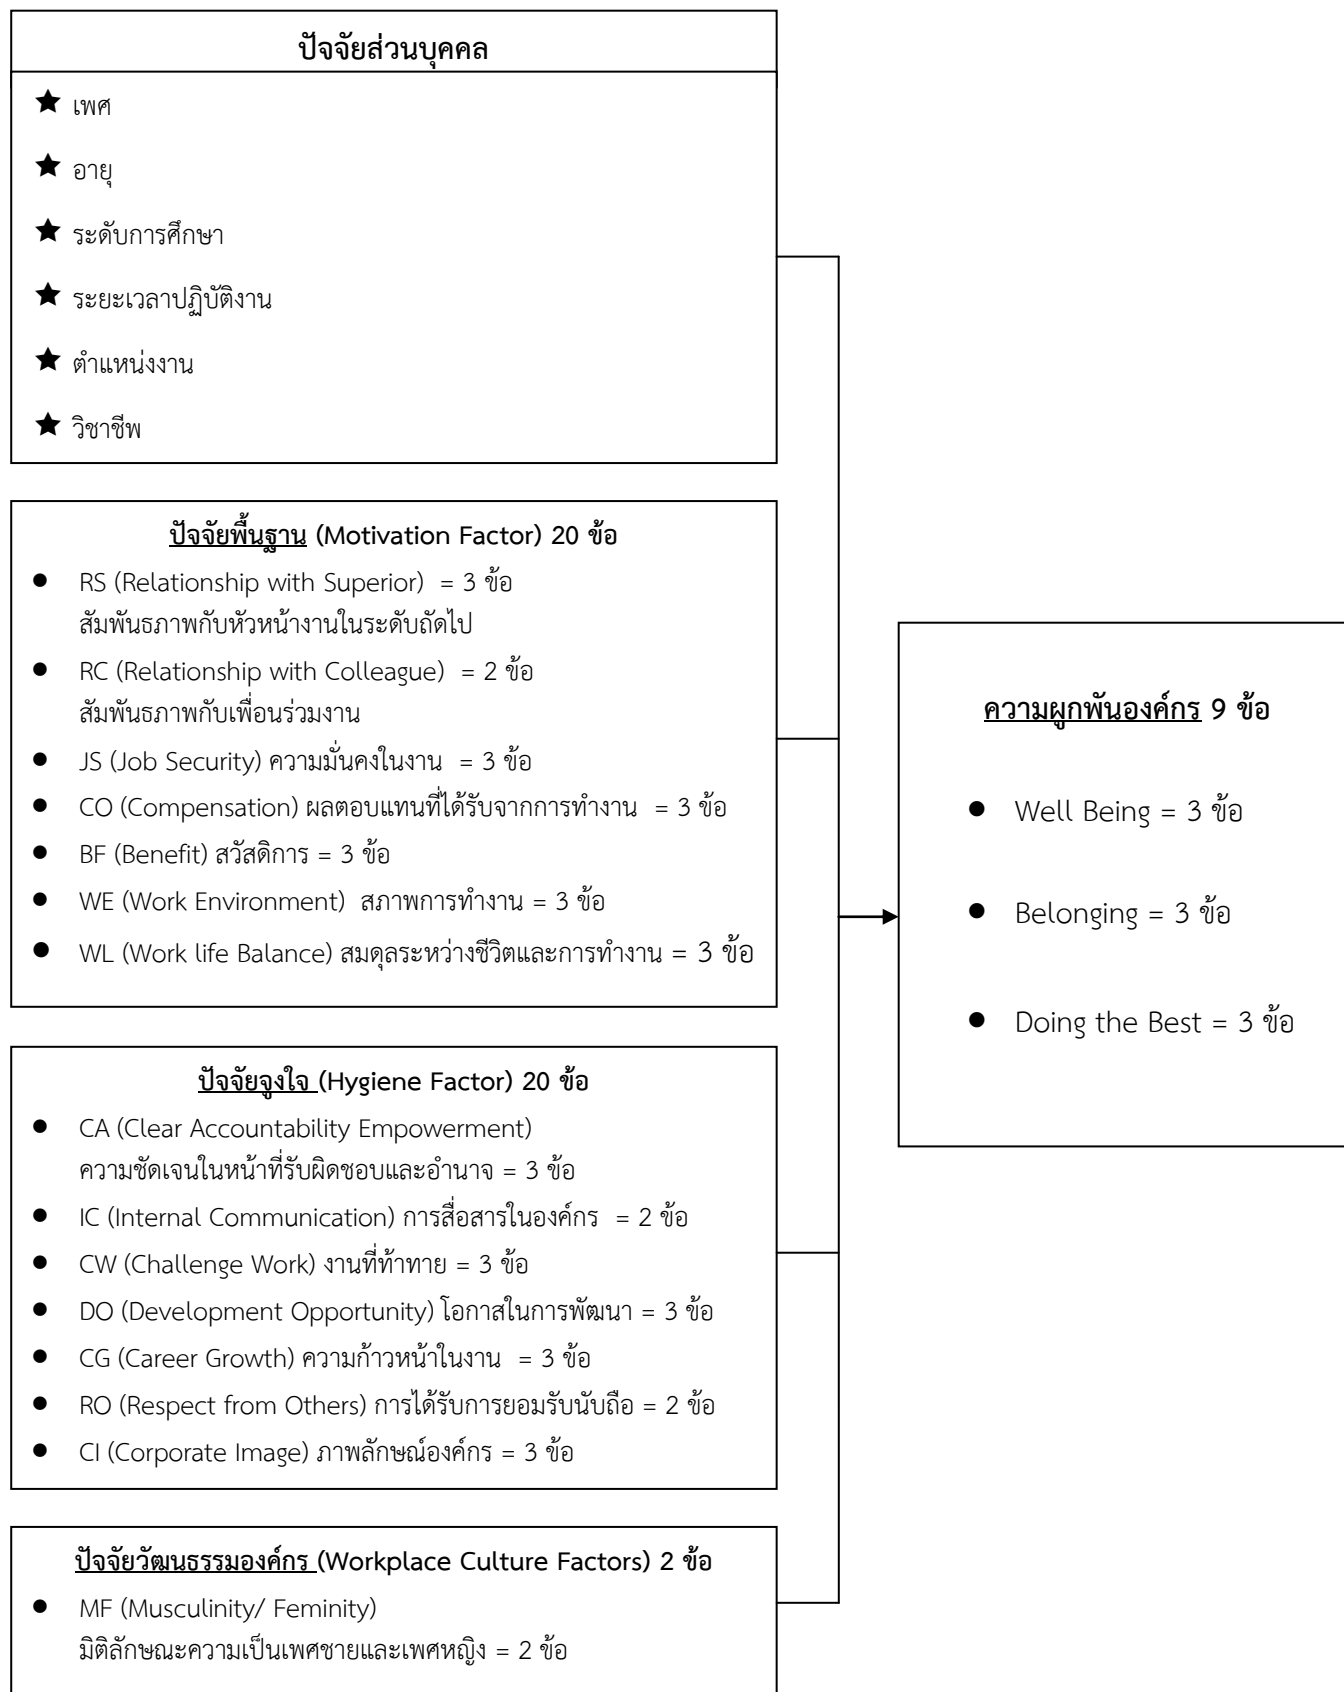 ปัจจัยส่วนบุคคล
★ เพศ
★ อายุ
★ ระดับการศึกษา
★ ระยะเวลาปฏิบัติงาน
★ ตำแหน่งงาน
★ วิชาชีพ
ปัจจัยพื้นฐาน (Motivation Factor) 20 ข้อ
● RS (Relationship with Superior) = 3 ข้อ
สัมพันธภาพกับหัวหน้างานในระดับถัดไป
● RC (Relationship with Colleague) = 2 ข้อ
สัมพันธภาพกับเพื่อนร่วมงาน
● JS (Job Security) ความมั่นคงในงาน = 3 ข้อ
● CO (Compensation) ผลตอบแทนที่ได้รับจากการทำงาน = 3 ข้อ
● BF (Benefit) สวัสดิการ = 3 ข้อ
● WE (Work Environment) สภาพการทำงาน = 3 ข้อ
● WL (Work life Balance) สมดุลระหว่างชีวิตและการทำงาน = 3 ข้อ
ปัจจัยจูงใจ (Hygiene Factor) 20 ข้อ
● CA (Clear Accountability Empowerment)
ความชัดเจนในหน้าที่รับผิดชอบและอำนาจ = 3 ข้อ
● IC (Internal Communication) การสื่อสารในองค์กร = 2 ข้อ
● CW (Challenge Work) งานที่ท้าทาย = 3 ข้อ
● DO (Development Opportunity) โอกาสในการพัฒนา = 3 ข้อ
● CG (Career Growth) ความก้าวหน้าในงาน = 3 ข้อ
● RO (Respect from Others) การได้รับการยอมรับนับถือ = 2 ข้อ
● CI (Corporate Image) ภาพลักษณ์องค์กร = 3 ข้อ
ปัจจัยวัฒนธรรมองค์กร (Workplace Culture Factors) 2 ข้อ
● MF (Musculinity/ Feminity)
มิติลักษณะความเป็นเพศชายและเพศหญิง = 2 ข้อ
ความผูกพันองค์กร 9 ข้อ
● Well Being = 3 ข้อ
● Belonging = 3 ข้อ
● Doing the Best = 3 ข้อ